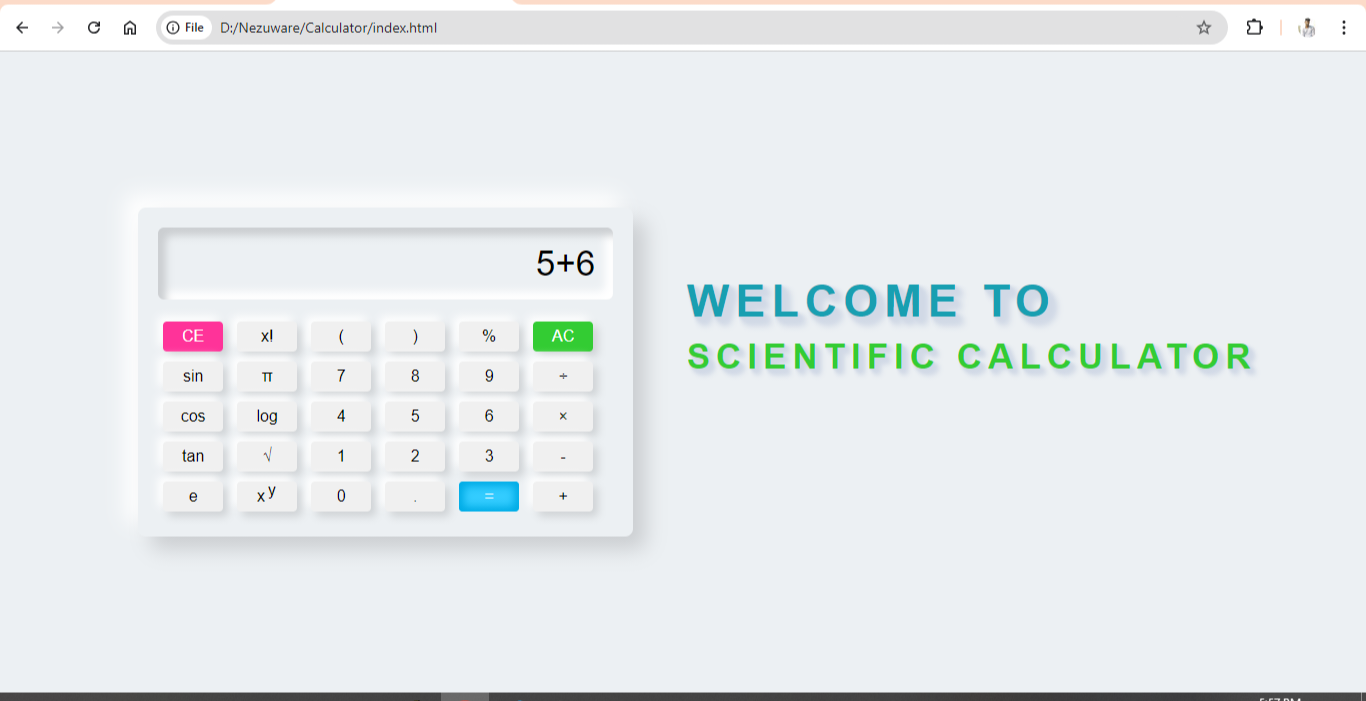 File D:/Nezuware/Calculator/index.html
5+6
WELCOME TO
SCIENTIFIC CALCULATOR
CE x! ( ) % AC
sin π 7 8 9 ÷
cos log 4 5 6 ×
tan √ 1 2 3 -
e x y 0 . = +